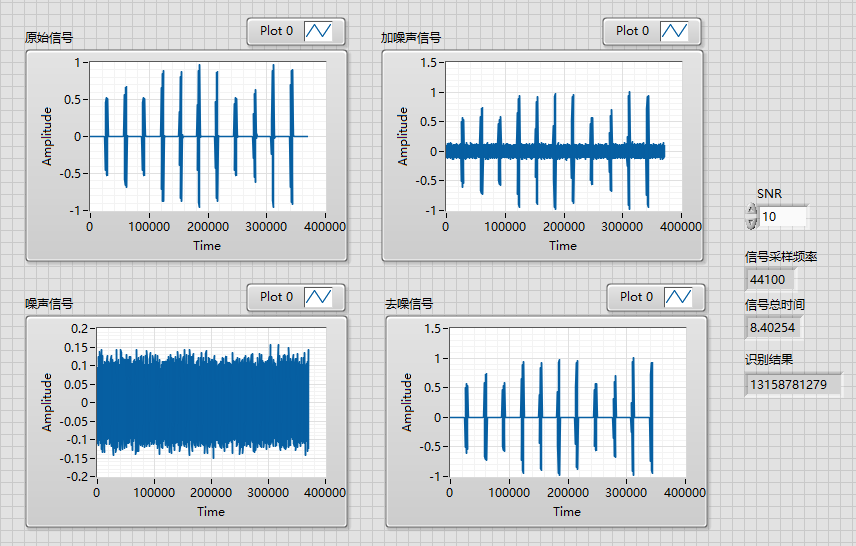 原始信号
Plot 0
1
0.5
0
-0.5
-1
Amplitude
0
100000
200000
300000
400000
Time
加噪声信号
Plot 0
1.5
1
0.5
0
-0.5
-1
Amplitude
0
100000
200000
300000
400000
Time
SNR
10
信号采样频率
44100
信号总时间
8.40254
识别结果
13158781279
噪声信号
Plot 0
0.2
0.15
0.1
0.05
0
-0.05
-0.1
-0.15
-0.2
Amplitude
0
100000
200000
300000
400000
Time
去噪信号
Plot 0
1.5
1
0.5
0
-0.5
-1
Amplitude
0
100000
200000
300000
400000
Time